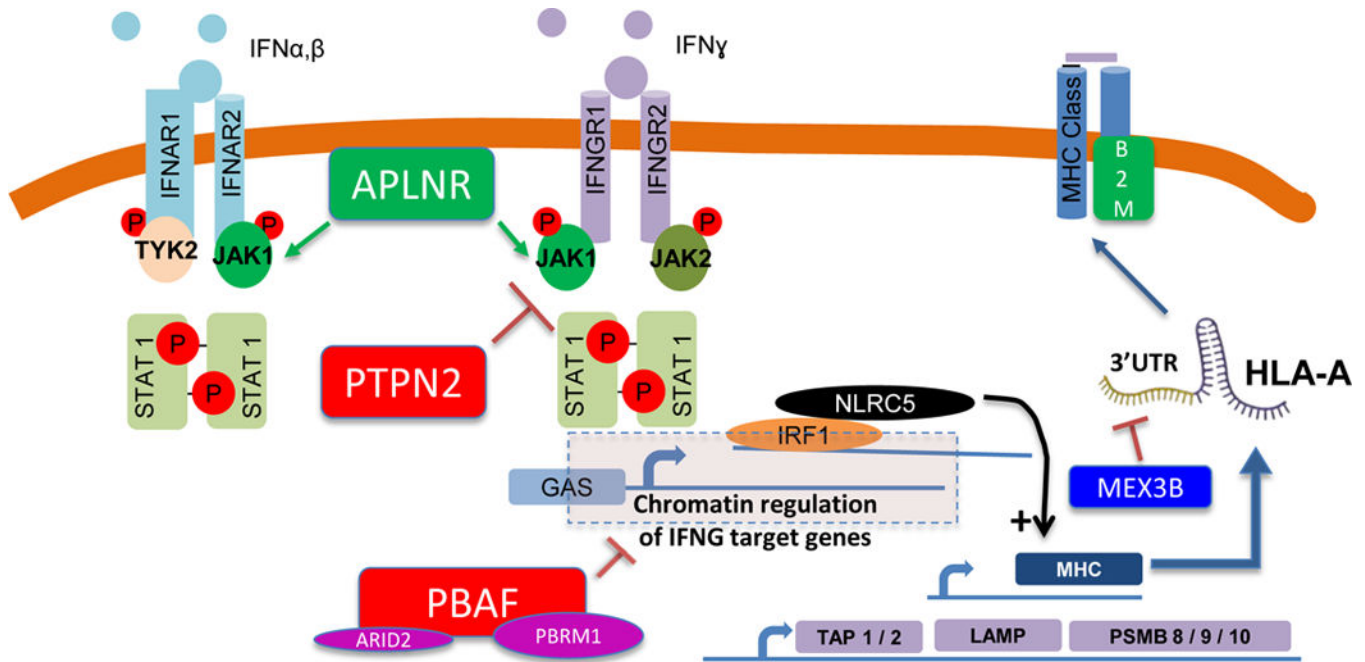 IFNα,β
IFNɣ
IFNAR1
IFNAR2
IFNGR1
IFNGR2
MHC Class I
B
2
M
APLNR
P
P
P
P
TYK2
JAK1
JAK1
JAK2
STAT 1
P
P
STAT 1
PTPN2
STAT 1
P
P
STAT 1
3'UTR
HLA-A
NLRC5
IRF1
MEX3B
GAS
Chromatin regulation
of IFNG target genes
+
MHC
PBAF
ARID2
PBRM1
TAP 1 / 2
LAMP
PSMB 8 / 9 / 10